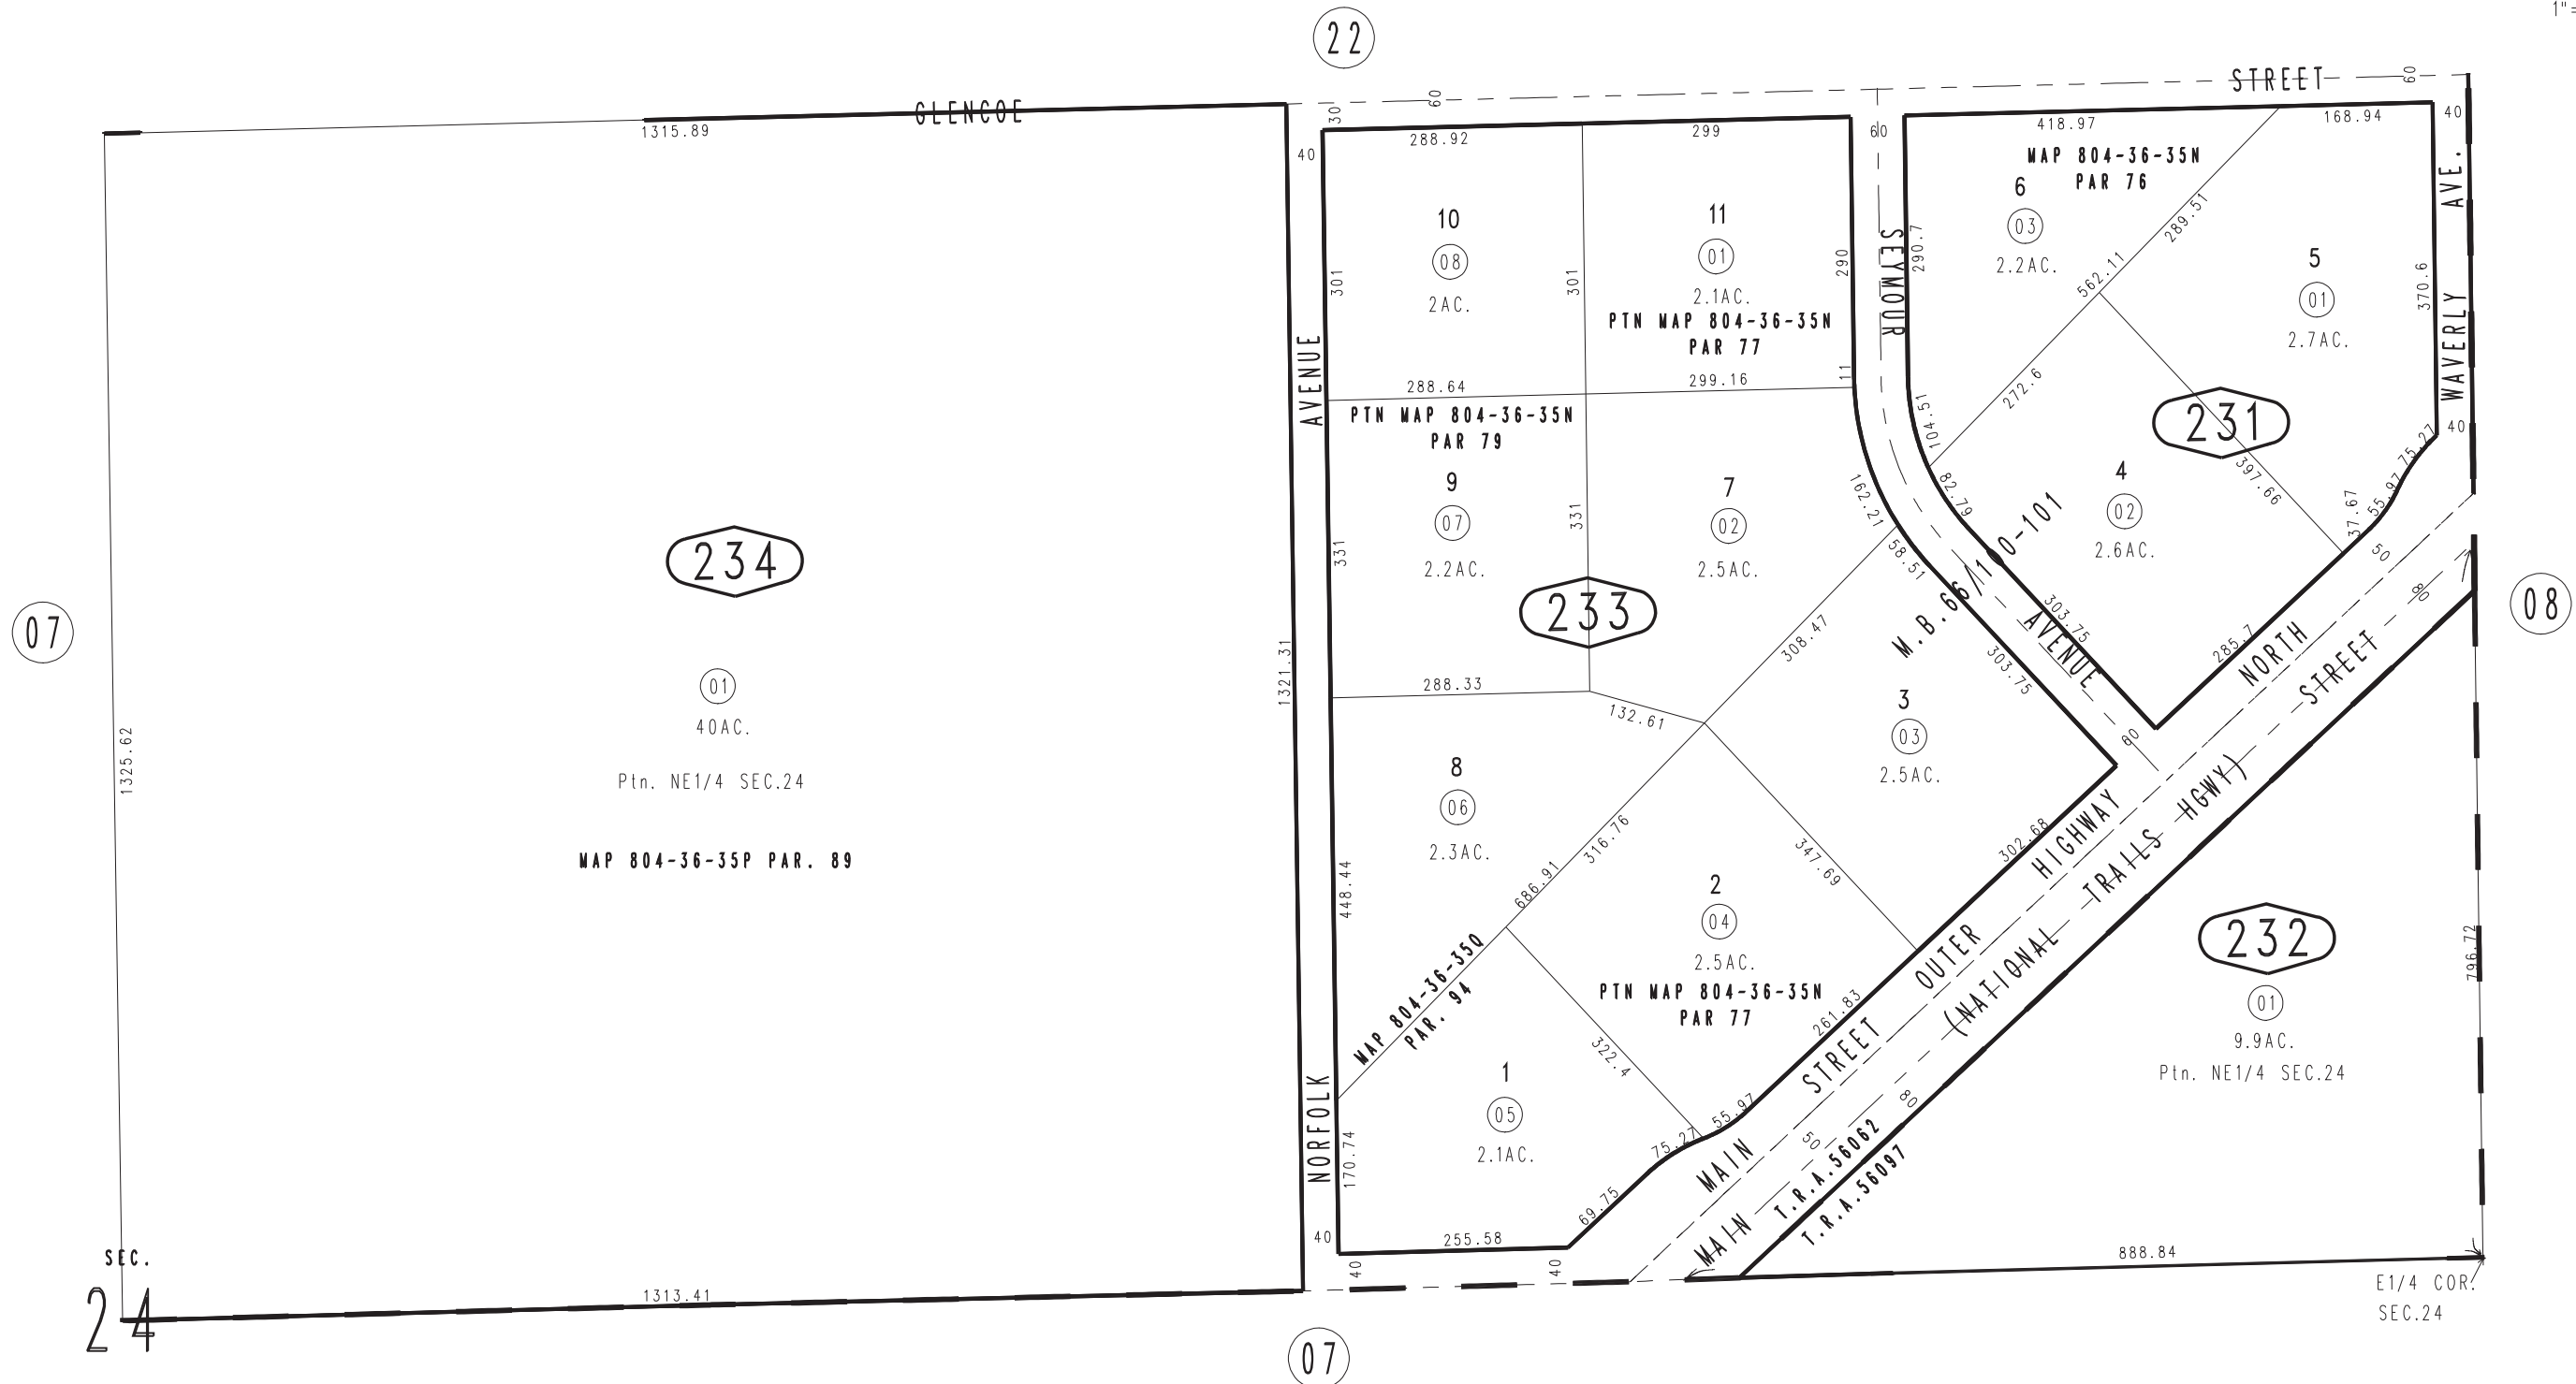 1"=
22
GLENCOE
STREET
60
60
1315.89
30
288.92
299
60
418.97
168.94
40
40
MAP 804-36-35N
PAR 76
AVE.
10
08
2AC.
11
01
2.1AC.
PTN MAP 804-36-35N
PAR 77
6
03
2.2AC.
289.51
562.11
272.6
5
01
2.7AC.
301
301
290
11
290.7
SEYMOUR
370.6
WAVERLY
40
AVENUE
288.64
299.16
PTN MAP 804-36-35N
PAR 79
104.51
231
75.27
55.97
37.67
397.66
9
07
2.2AC.
7
02
2.5AC.
162.21
58.51
82.79
4
02
2.6AC.
234
01
40AC.
Ptn. NE1/4 SEC.24
MAP 804-36-35P PAR. 89
07
08
331
331
233
M.B. 66/100-101
303.75
AVENUE
303.75
285.7
50
80
NORTH
STREET
1321.31
1325.62
288.33
132.61
308.47
3
03
2.5AC.
60
8
06
2.3AC.
316.76
686.91
347.69
302.68
HIGHWAY
TRAILS HGWY)
448.44
2
04
2.5AC.
PTN MAP 804-36-35N
PAR 77
MAP 804-36-35Q
PAR. 94
OUTER
(NATIONAL
232
01
9.9AC.
Ptn. NE1/4 SEC.24
796.72
261.83
STREET
322.4
1
05
2.1AC.
55.97
75.27
80
50
NORFOLK
170.74
MAIN
T.R.A.56062
T.R.A.56097
69.75
MAIN
40
255.58
40
40
888.84
SEC.
24
1313.41
E1/4 COR.
SEC.24
07